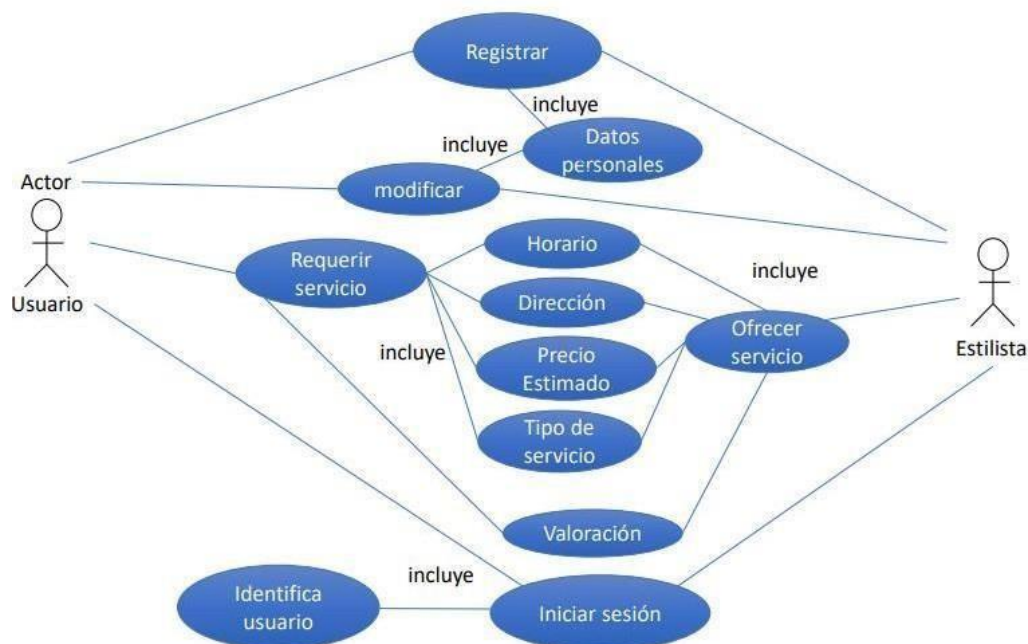 Registrar
incluye
incluye
Datos
personales
Actor
modificar
Usuario
Requerir
servicio
Horario
incluye
Dirección
Ofrecer
servicio
Estilista
incluye
Precio
Estimado
Tipo de
servicio
Valoración
incluye
Identifica
usuario
Iniciar sesión